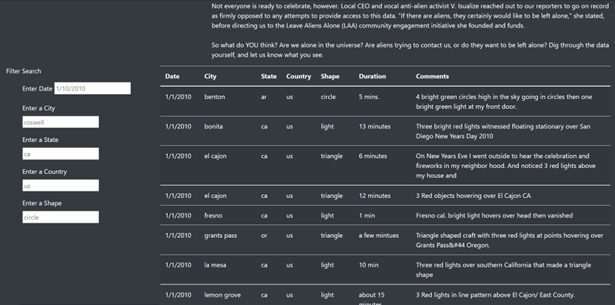 Not everyone is ready to celebrate, however. Local CEO and vocal anti-alien activist V. Isualize reached out to our reporters to go on record
as firmly opposed to any attempts to provide access to this data. "If there are aliens, they certainly would like to be left alone," she stated,
before directing us to the Leave Aliens Alone (LAA) community engagement initiative she founded and funds.
So what do YOU think? Are we alone in the universe? Are aliens trying to contact us, or do they want to be left alone? Dig through the data
yourself, and let us know what you see.
Filter Search
Enter Date 1/10/2010
Enter a City
roswell
Enter a State
ca
Enter a Country
us
Enter a Shape
circle
Date City State Country Shape Duration Comments
1/1/2010 benton ar us circle 5 mins. 4 bright green circles high in the sky going in circles then one
bright green light at my front door.
1/1/2010 bonita ca us light 13 minutes Three bright red lights witnessed floating stationary over San
Diego New Years Day 2010
1/1/2010 el cajon ca us triangle 6 minutes On New Years Eve I went outside to hear the celebration and
fireworks in my neighbor hood. And noticed 3 red lights above
my house and
1/1/2010 el cajon ca us triangle 12 minutes 3 Red objects hovering over El Cajon CA
1/1/2010 fresno ca us light 1 min Fresno cal. bright light hovers over head then vanished
1/1/2010 grants pass or us triangle a few mintues Triangle shaped craft with three red lights at points hovering over
Grants Pass&#44 Oregon.
1/1/2010 la mesa ca us light 10 min Three red lights over southern California that made a triangle
shape
1/1/2010 lemon grove ca us light about 15 3 Red lights in line pattern above El Cajon/ East County.
minutes